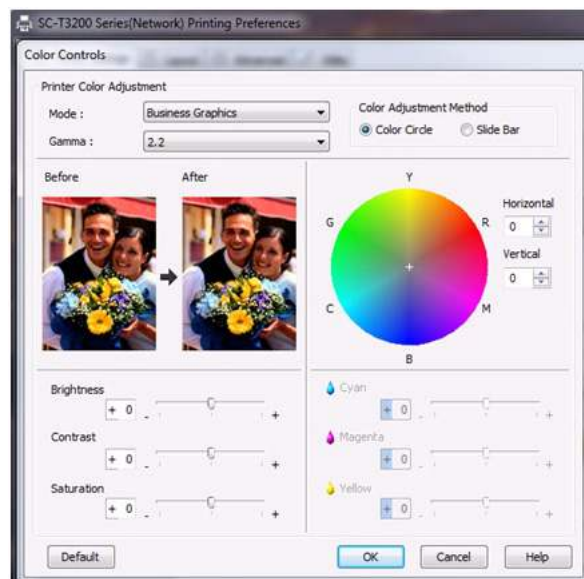 SC-T3200 Series(Network) Printing Preferences
Color Controls
Printer Color Adjustment
Mode : Business Graphics
Gamma : 2.2
Color Adjustment Method
Color Circle Slide Bar
Before After
Y
G R
C M
B
Horizontal
0
Vertical
0
Brightness
+ 0 - +
Contrast
+ 0 - +
Saturation
+ 0 - +
Cyan
+ 0 - +
Magenta
+ 0 - +
Yellow
+ 0 - +
Default OK Cancel Help